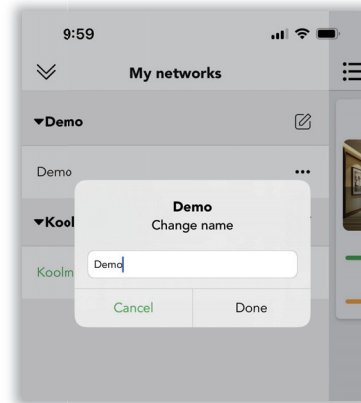 9:59
My networks
Demo
Demo
Demo
Change name
Kool
Demo
Koolm
Cancel Done